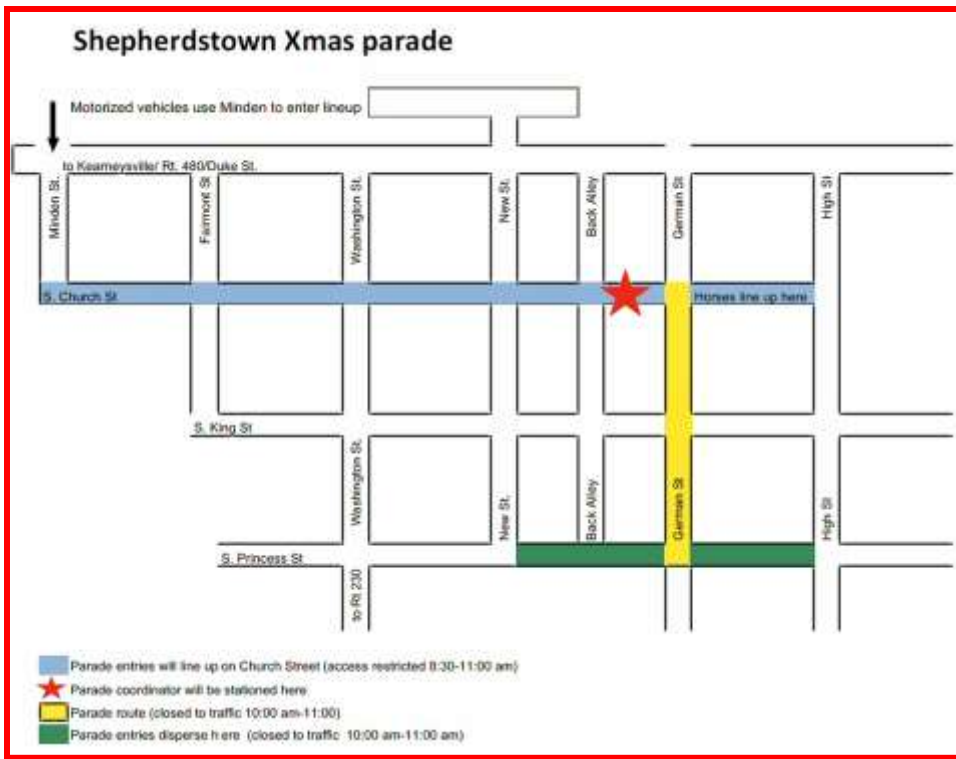 Shepherdstown Xmas parade
Motorized vehicles use Minden to enter lineup
to Kearneysville/ Rt. 480/Duke St.
Minden St.
Fairmont St
Washington St.
New St.
Back Alley
German St
High St
S. Church St
Horses line up here
S. King St
Washington St.
New St.
Back Alley
German St
High St
S. Princess St
to Rt 230
Parade entries will line up on Church Street (access restricted 8:30-11:00 am)
Parade coordinator will be stationed here
Parade route (closed to traffic 10:00 am-11:00)
Parade entries disperse here (closed to traffic 10:00 am-11:00 am)